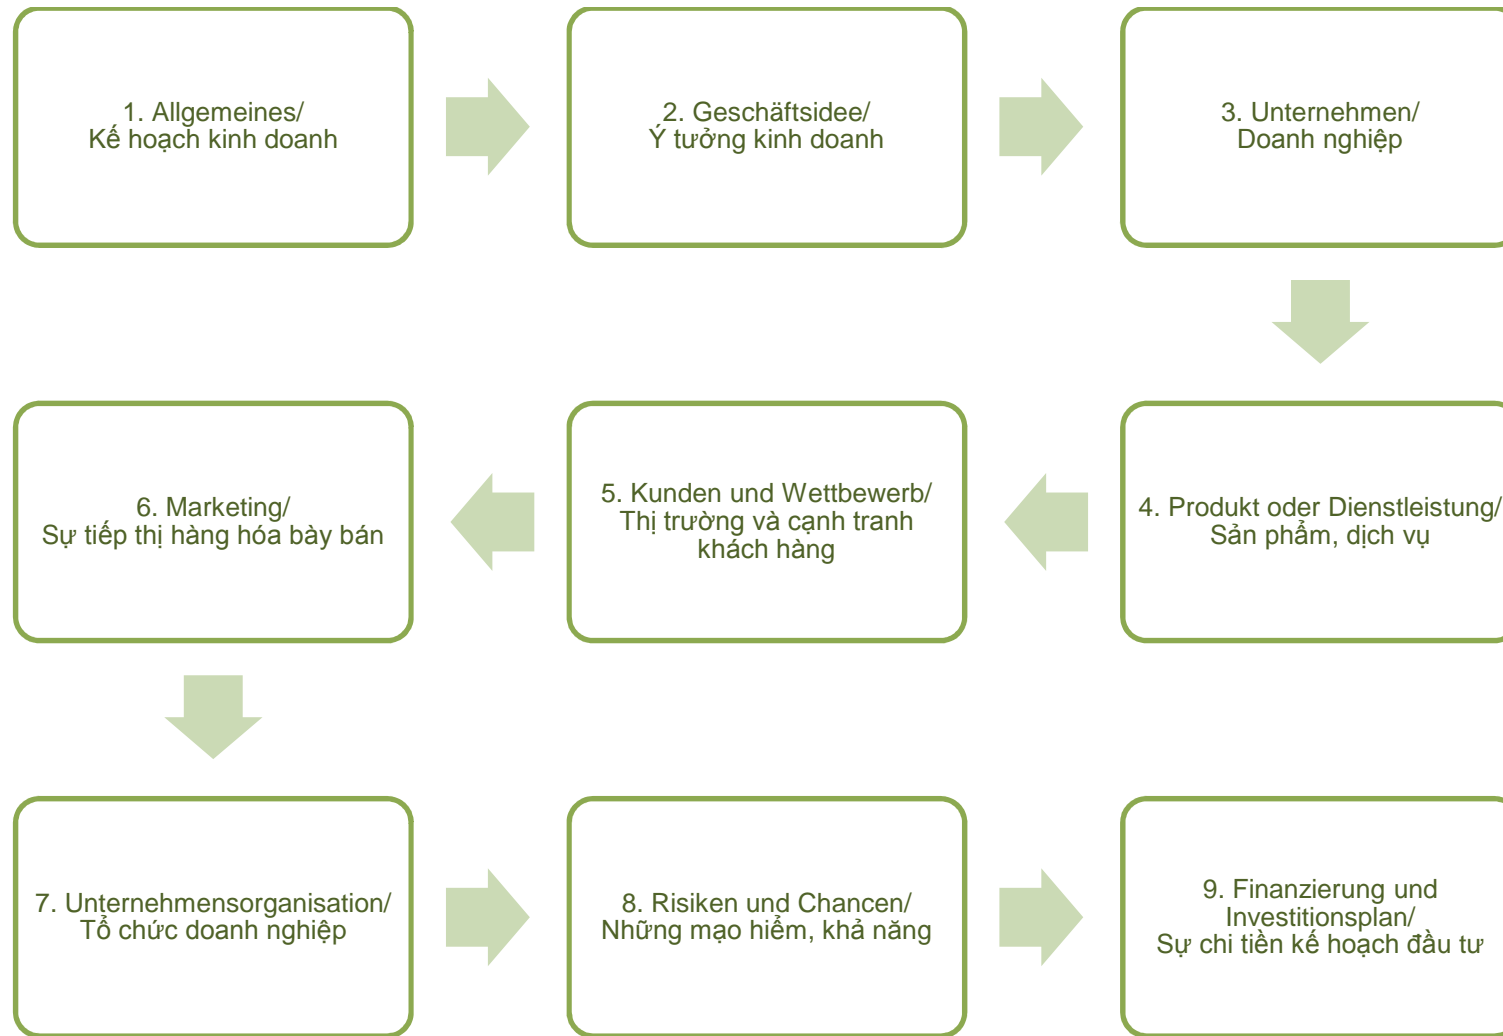 1. Allgemeines/
Kế hoạch kinh doanh
2. Geschäftsidee/
Ý tưởng kinh doanh
3. Unternehmen/
Doanh nghiệp
4. Produkt oder Dienstleistung/
Sản phẩm, dịch vụ
5. Kunden und Wettbewerb/
Thị trường và cạnh tranh
khách hàng
6. Marketing/
Sự tiếp thị hàng hóa bày bán
7. Unternehmensorganisation/
Tổ chức doanh nghiệp
8. Risiken und Chancen/
Những mạo hiểm, khả năng
9. Finanzierung und
Investitionsplan/
Sự chi tiền kế hoạch đầu tư